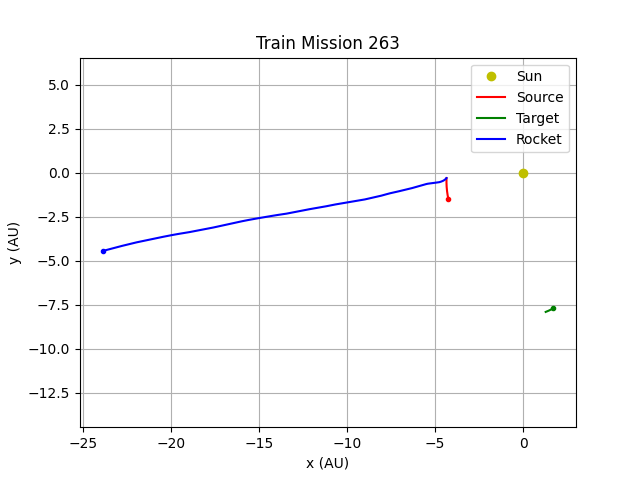 Train Mission 263
Sun
Source
Target
Rocket
5.0
2.5
0.0
−2.5
−5.0
−7.5
−10.0
−12.5
y (AU)
−25
−20
−15
−10
−5
0
x (AU)